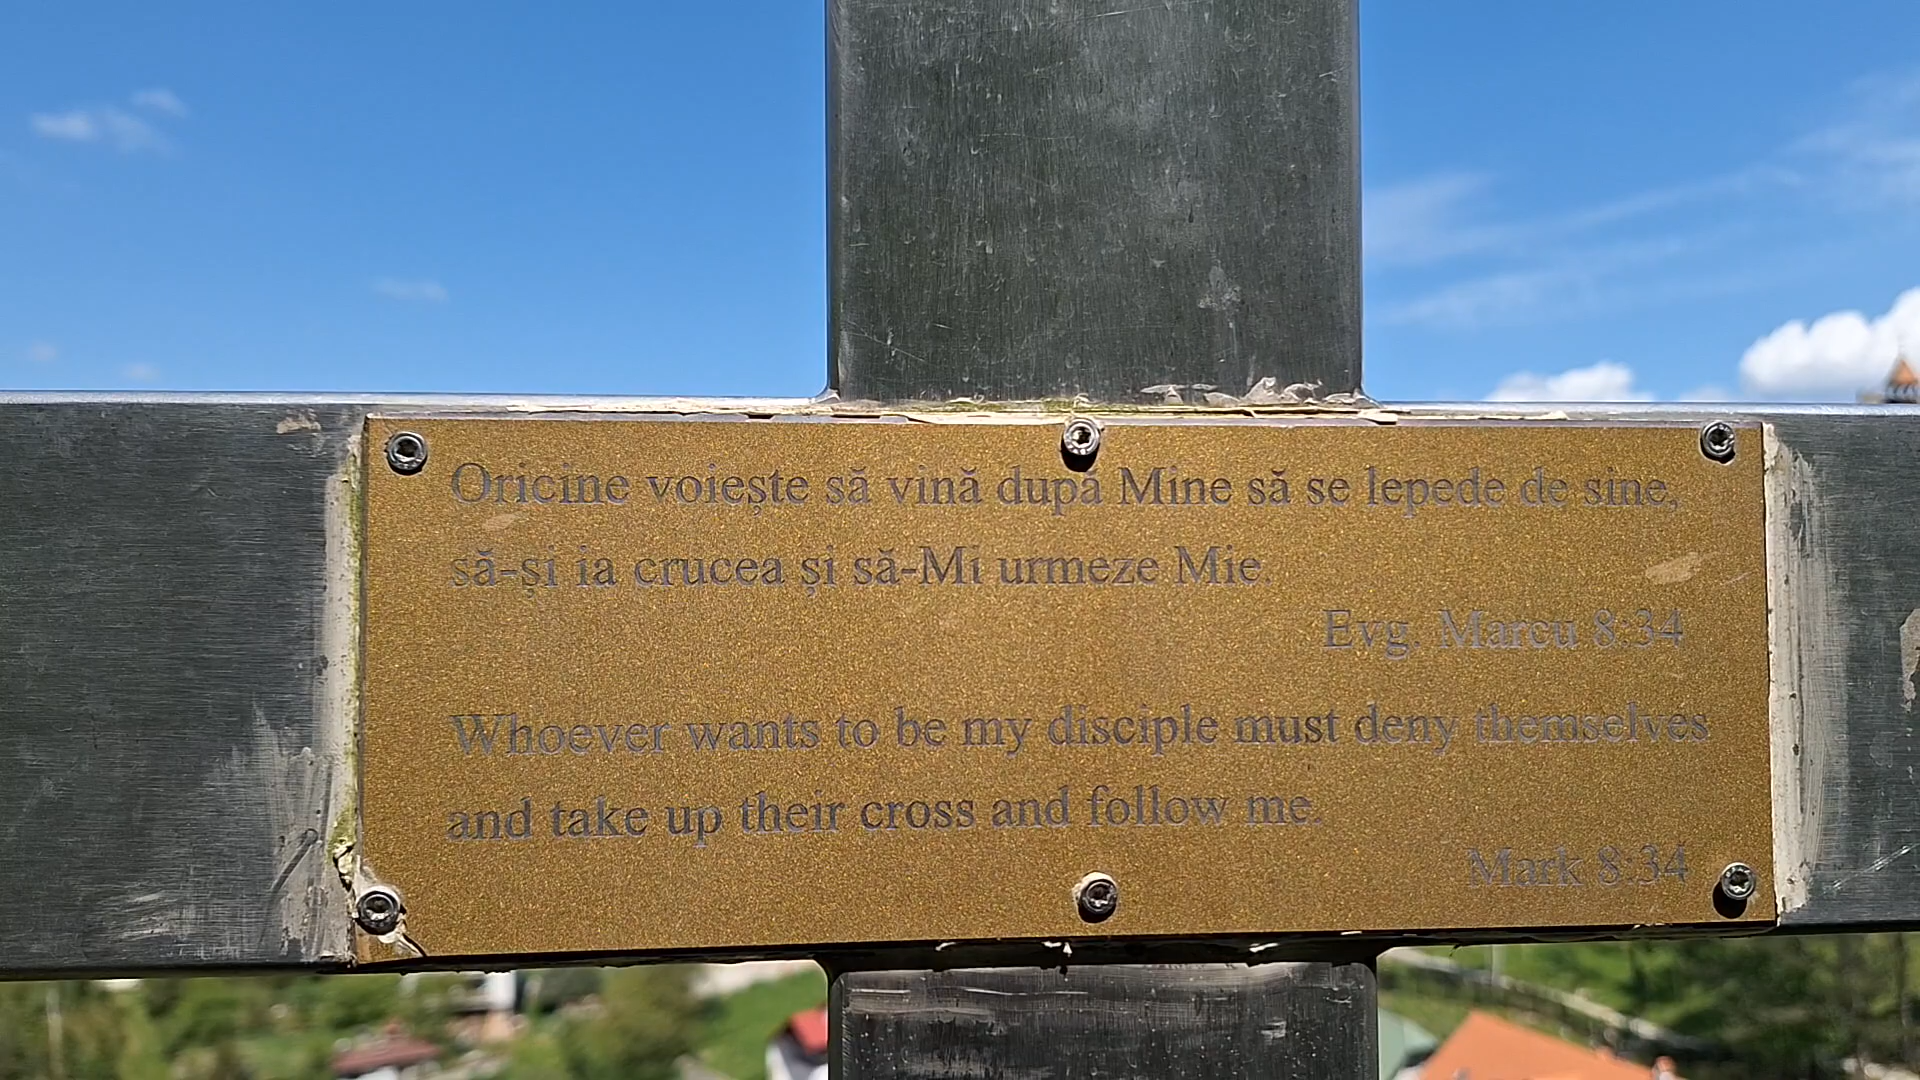 Oricine voiește să vină după Mine să se lepede de sine,
să-și ia crucea și să-Mi urmeze Mie.
Evg. Marcu 8:34
Whoever wants to be my disciple must deny themselves
and take up their cross and follow me.
Mark 8:34